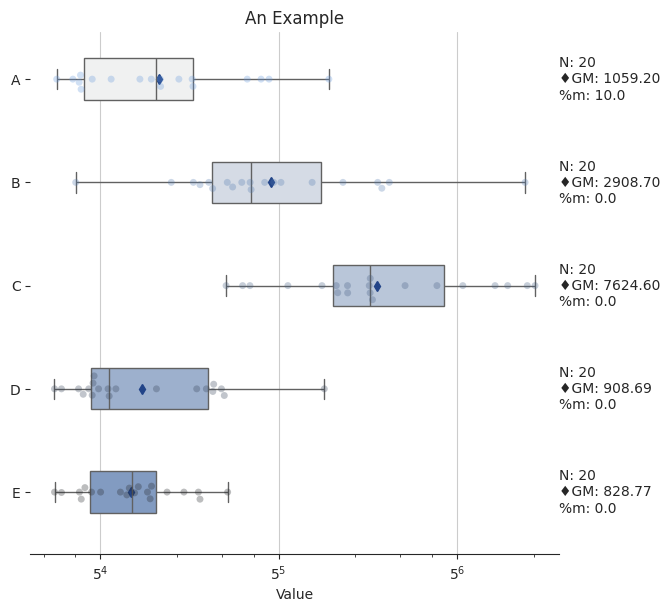 An Example
A
N: 20
♦GM: 1059.20
%m: 10.0
B
N: 20
♦GM: 2908.70
%m: 0.0
C
N: 20
♦GM: 7624.60
%m: 0.0
D
N: 20
♦GM: 908.69
%m: 0.0
E
N: 20
♦GM: 828.77
%m: 0.0
5⁴ 5⁵ 5⁶
Value